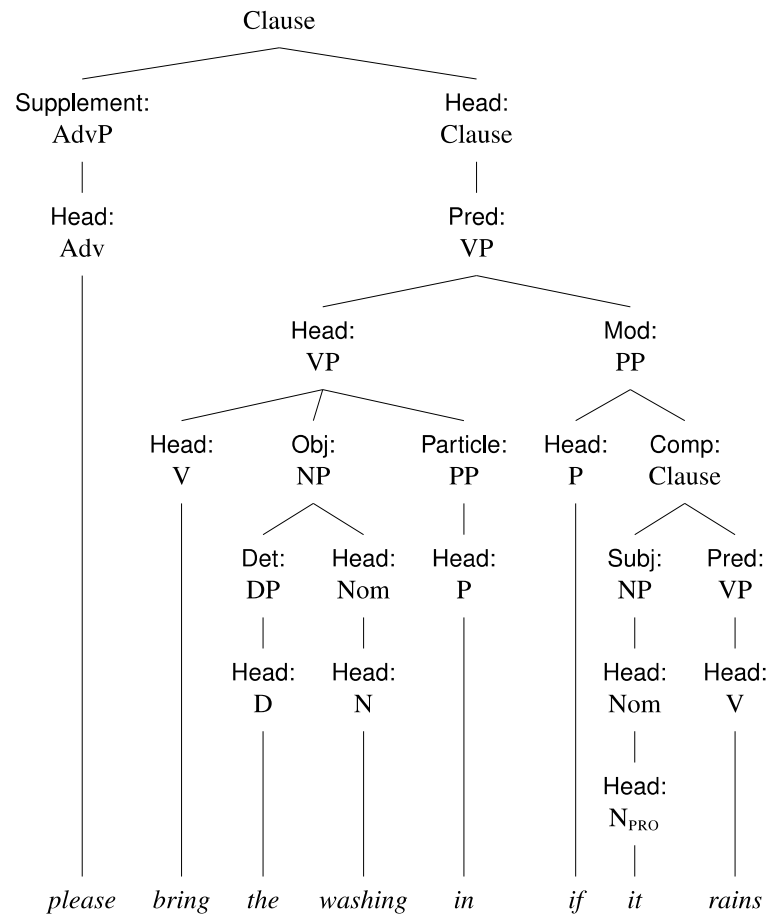 Clause
Supplement: Head:
AdvP Clause
Head: Pred:
Adv VP
Head: Mod:
VP PP
Head: Obj: Particle: Head: Comp:
V NP PP P Clause
Det: Head: Head: Subj: Pred:
DP Nom P NP VP
Head: Head: Head: Head:
D N Nom V
Head:
N_PRO
please bring the washing in if it rains